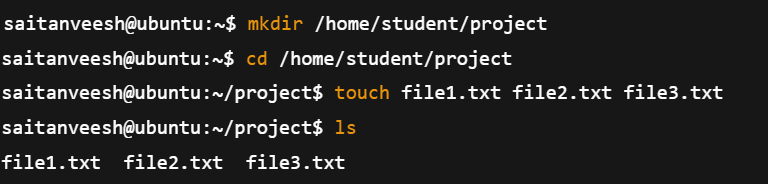 saitanveesh@ubuntu:~$ mkdir /home/student/project
saitanveesh@ubuntu:~$ cd /home/student/project
saitanveesh@ubuntu:~/project$ touch file1.txt file2.txt file3.txt
saitanveesh@ubuntu:~/project$ ls
file1.txt  file2.txt  file3.txt